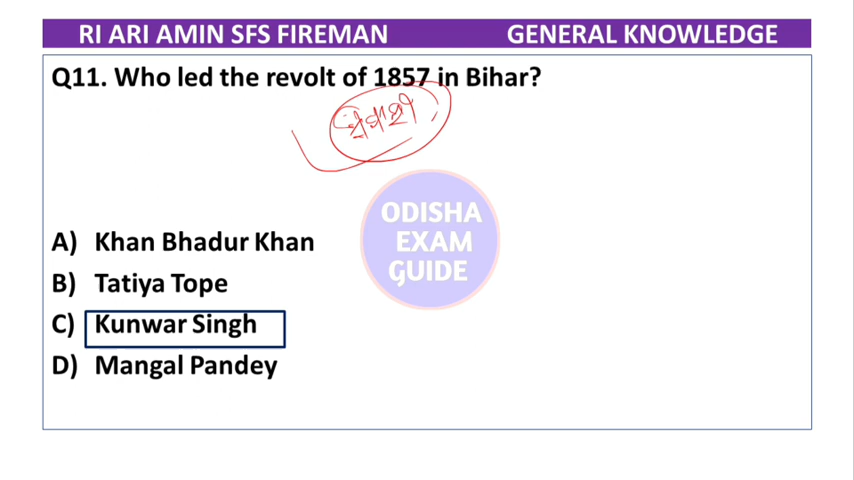 RI ARI AMIN SFS FIREMAN GENERAL KNOWLEDGE
Q11. Who led the revolt of 1857 in Bihar?
ODISHA
EXAM
GUIDE
A) Khan Bhadur Khan
B) Tatiya Tope
C) Kunwar Singh
D) Mangal Pandey